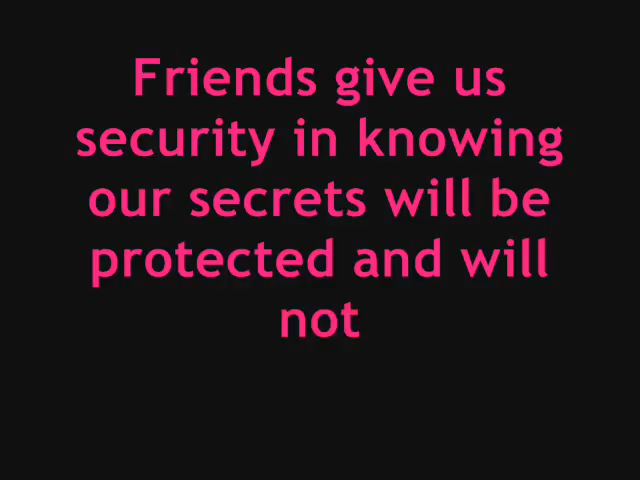 Friends give us
security in knowing
our secrets will be
protected and will
not